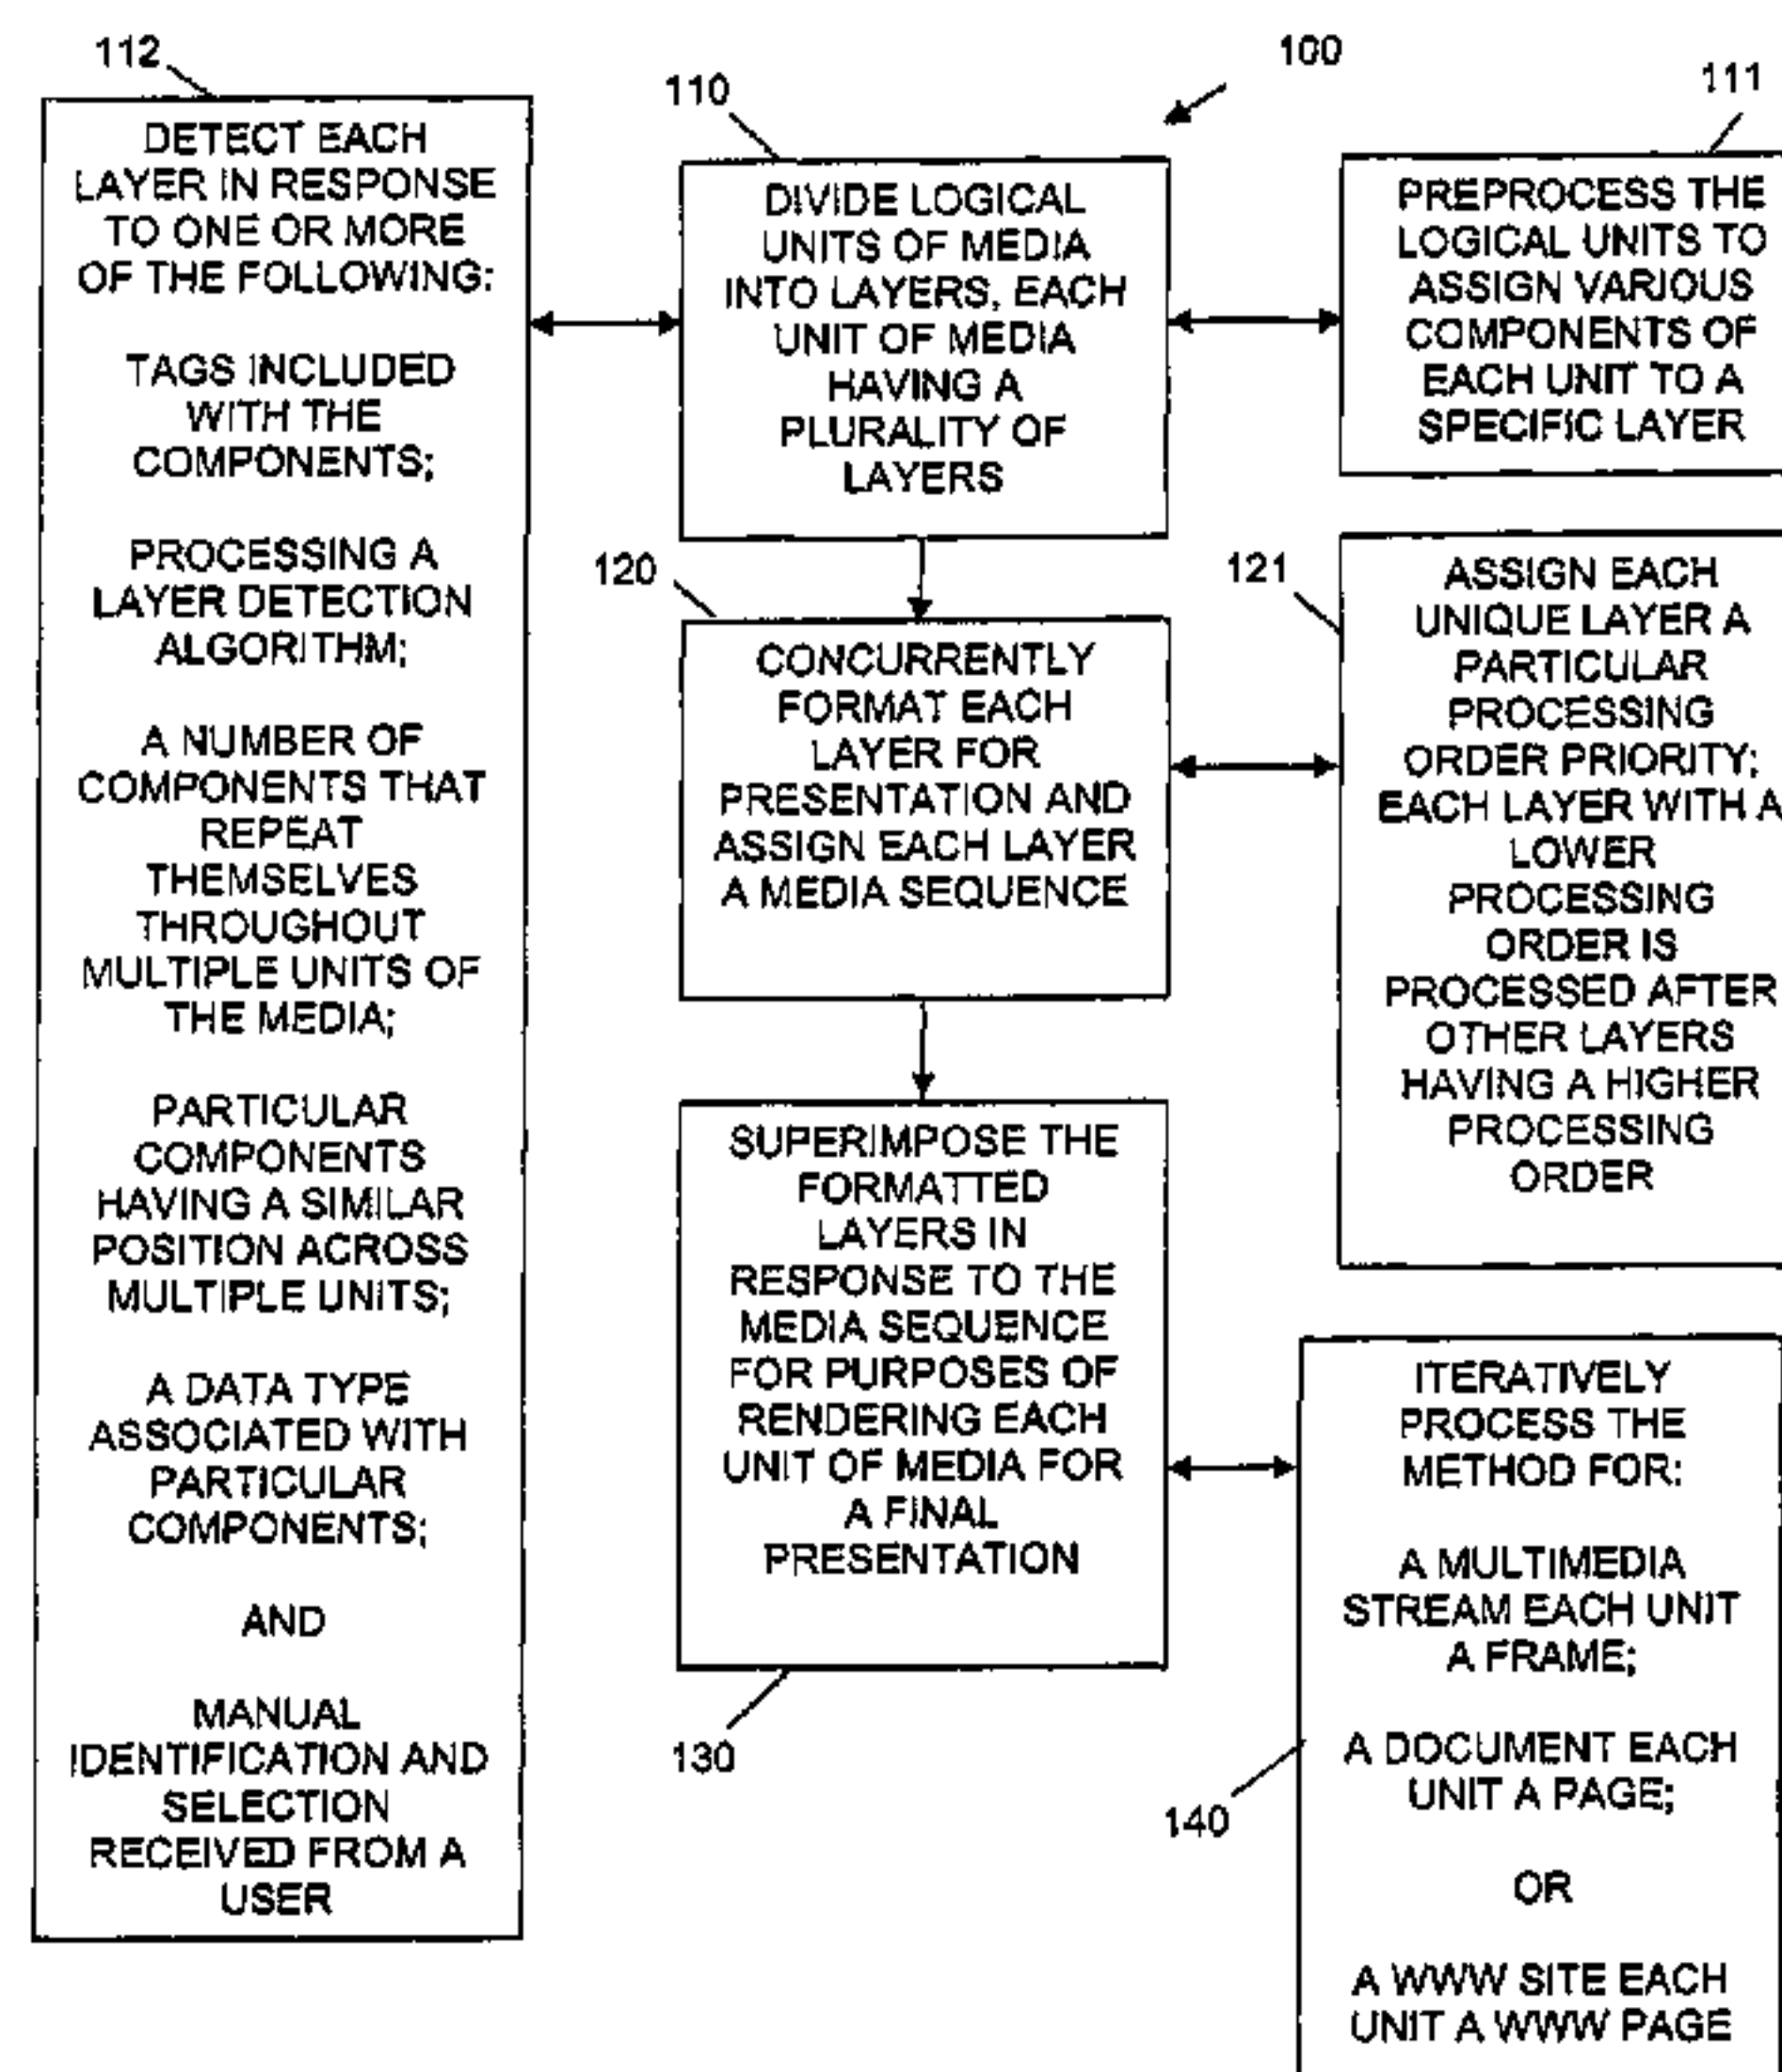 112
DETECT EACH
LAYER IN RESPONSE
TO ONE OR MORE
OF THE FOLLOWING:
TAGS INCLUDED
WITH THE
COMPONENTS;
PROCESSING A
LAYER DETECTION
ALGORITHM;
A NUMBER OF
COMPONENTS THAT
REPEAT
THEMSELVES
THROUGHOUT
MULTIPLE UNITS OF
THE MEDIA;
PARTICULAR
COMPONENTS
HAVING A SIMILAR
POSITION ACROSS
MULTIPLE UNITS;
A DATA TYPE
ASSOCIATED WITH
PARTICULAR
COMPONENTS;
AND
MANUAL
IDENTIFICATION AND
SELECTION
RECEIVED FROM A
USER
100
110
DIVIDE LOGICAL
UNITS OF MEDIA
INTO LAYERS, EACH
UNIT OF MEDIA
HAVING A
PLURALITY OF
LAYERS
111
PREPROCESS THE
LOGICAL UNITS TO
ASSIGN VARIOUS
COMPONENTS OF
EACH UNIT TO A
SPECIFIC LAYER
120
CONCURRENTLY
FORMAT EACH
LAYER FOR
PRESENTATION AND
ASSIGN EACH LAYER
A MEDIA SEQUENCE
121
ASSIGN EACH
UNIQUE LAYER A
PARTICULAR
PROCESSING
ORDER PRIORITY;
EACH LAYER WITH A
LOWER
PROCESSING
ORDER IS
PROCESSED AFTER
OTHER LAYERS
HAVING A HIGHER
PROCESSING
ORDER
SUPERIMPOSE THE
FORMATTED
LAYERS IN
RESPONSE TO THE
MEDIA SEQUENCE
FOR PURPOSES OF
RENDERING EACH
UNIT OF MEDIA FOR
A FINAL
PRESENTATION
130
ITERATIVELY
PROCESS THE
METHOD FOR:
A MULTIMEDIA
STREAM EACH UNIT
A FRAME;
A DOCUMENT EACH
UNIT A PAGE;
OR
A WWW SITE EACH
UNIT A WWW PAGE
140